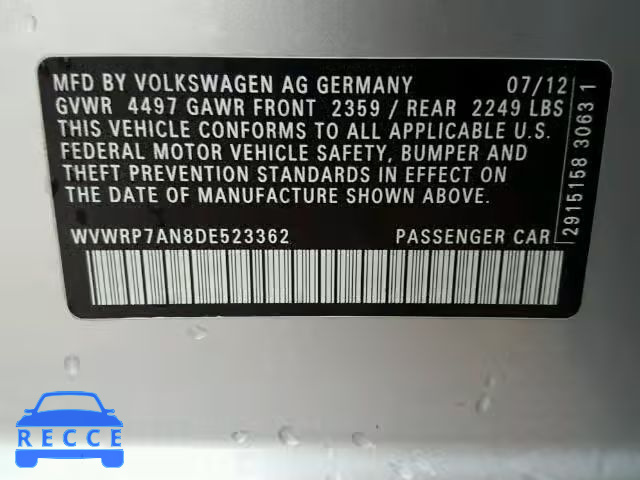 MFD BY VOLKSWAGEN AG GERMANY 07/12
GVWR 4497 GAWR FRONT 2359 / REAR 2249 LBS
THIS VEHICLE CONFORMS TO ALL APPLICABLE U.S.
FEDERAL MOTOR VEHICLE SAFETY, BUMPER AND
THEFT PREVENTION STANDARDS IN EFFECT ON
THE DATE OF MANUFACTURE SHOWN ABOVE.
WVWRP7AN8DE523362 PASSENGER CAR
2915158 3063 1
RECCE